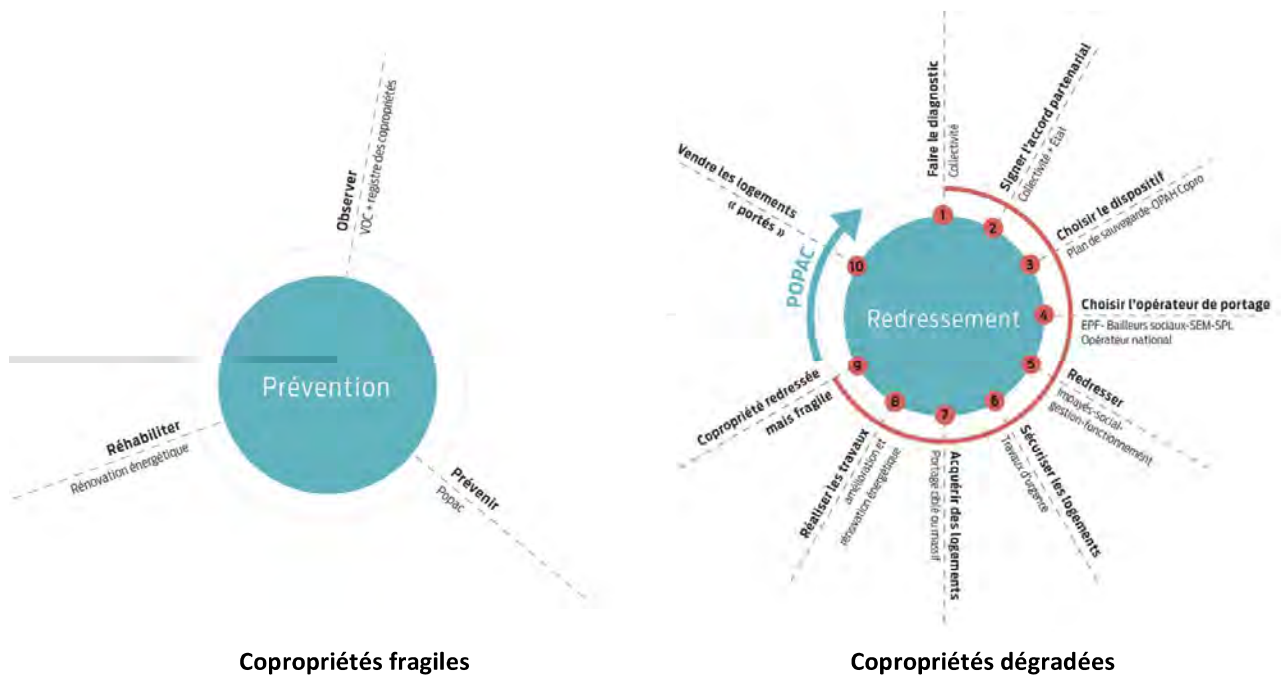 Observer
VOC + registre des copropriétés
Prévention
Réhabiliter
Rénovation énergétique
Prévenir
Popac
Copropriétés fragiles
Faire le diagnostic
Collectivité
Signer l'accord partenarial
Collectivité + État
Choisir le dispositif
Plan de sauvegarde-OPAH Copro
Choisir l'opérateur de portage
EPF- Bailleurs sociaux-SEM-SPL
Opérateur national
Redresser
Impayés-social-
gestion-fonctionnement
Sécuriser les logements
Travaux d'urgance
Acquérir des logements
Portage ciblé ou massif
Réaliser les travaux
amélioration et
rénovation énergétique
Copropriété redressée
mais fragile
Vendre les logements
« portés »
POPAC
Redressement
1
2
3
4
5
6
7
8
9
10
Copropriétés dégradées